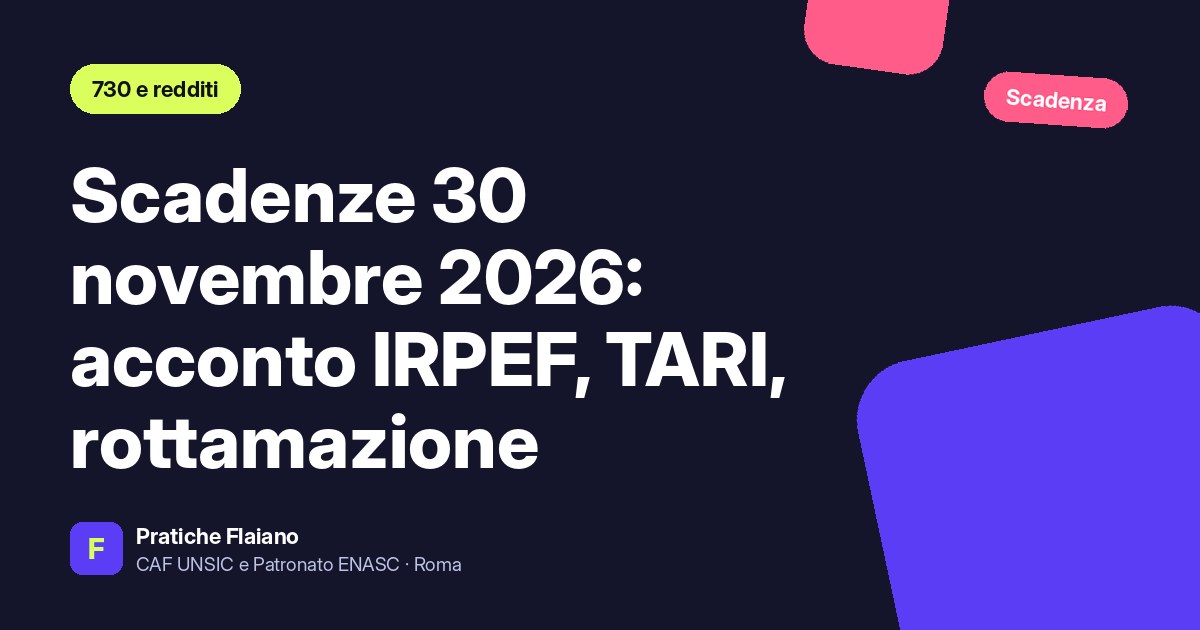 730 e redditi
Scadenza
Scadenze 30
novembre 2026:
acconto IRPEF, TARI,
rottamazione
F
Pratiche Flaiano
CAF UNSIC e Patronato ENASC · Roma